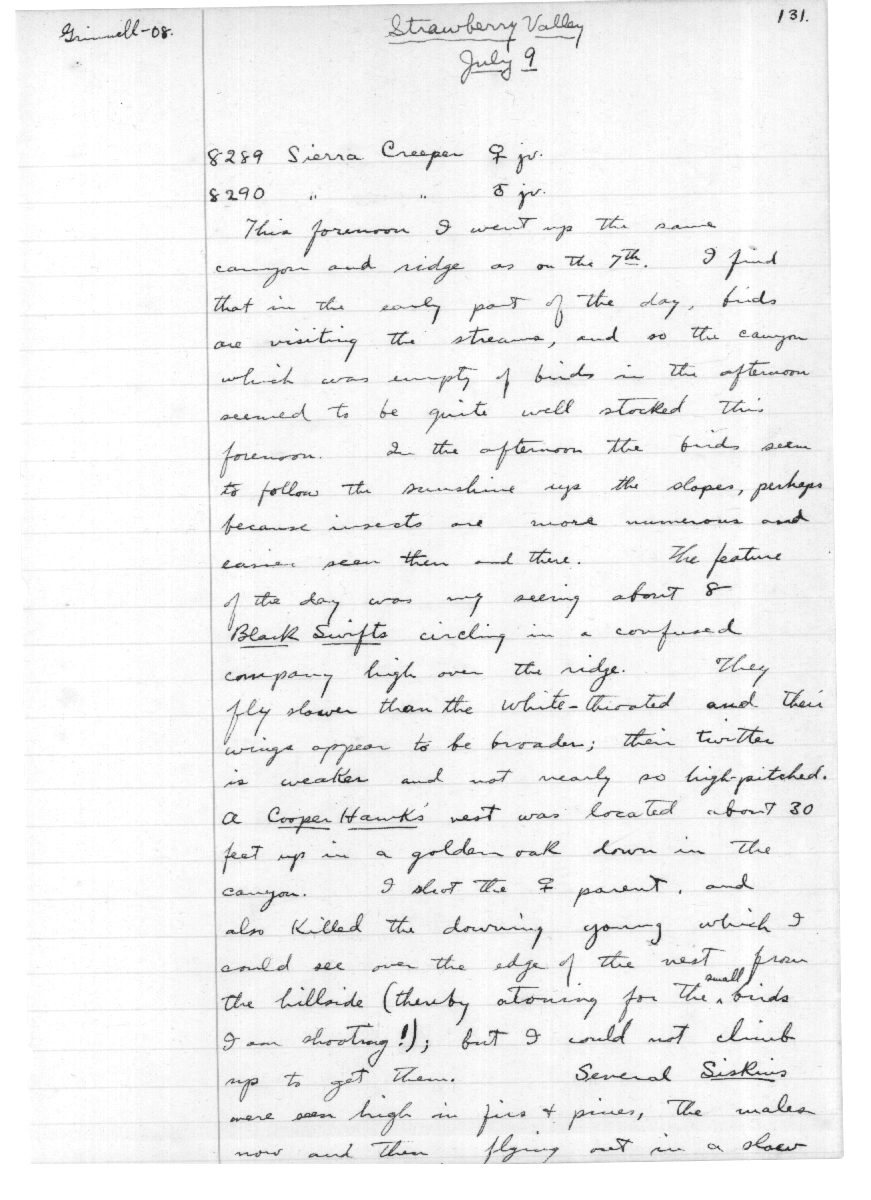 Grinnell-08.
Strawberry Valley
131.
July 9
8289 Sierra Creeper ♀ jv.
8290 " " ♂ jv.
This forenoon I went up the same
canyon and ridge as on the 7th. I find
that in the early part of the day, birds
are visiting the streams, and so the canyon
which was empty of birds in the afternoon
seemed to be quite well stocked this
forenoon. In the afternoon the birds seem
to follow the sunshine up the slopes, perhaps
because insects are more numerous and
easier seen then and there. The feature
of the day was my seeing about 8
Black Swifts circling in a confused
company high over the ridge. They
fly slower than the White-throated and their
wings appear to be broader; their twitter
is weaker and not nearly so high-pitched.
A Cooper Hawk's nest was located about 30
feet up in a golden oak down in the
canyon. I shot the ♀ parent, and
also killed the downy young which I
could see over the edge of the nest from
the hillside (thereby atoning for the small birds
I am shooting!); but I could not climb
up to get them. Several Siskins
were seen high in firs & pines, the males
now and then flying out in a slow